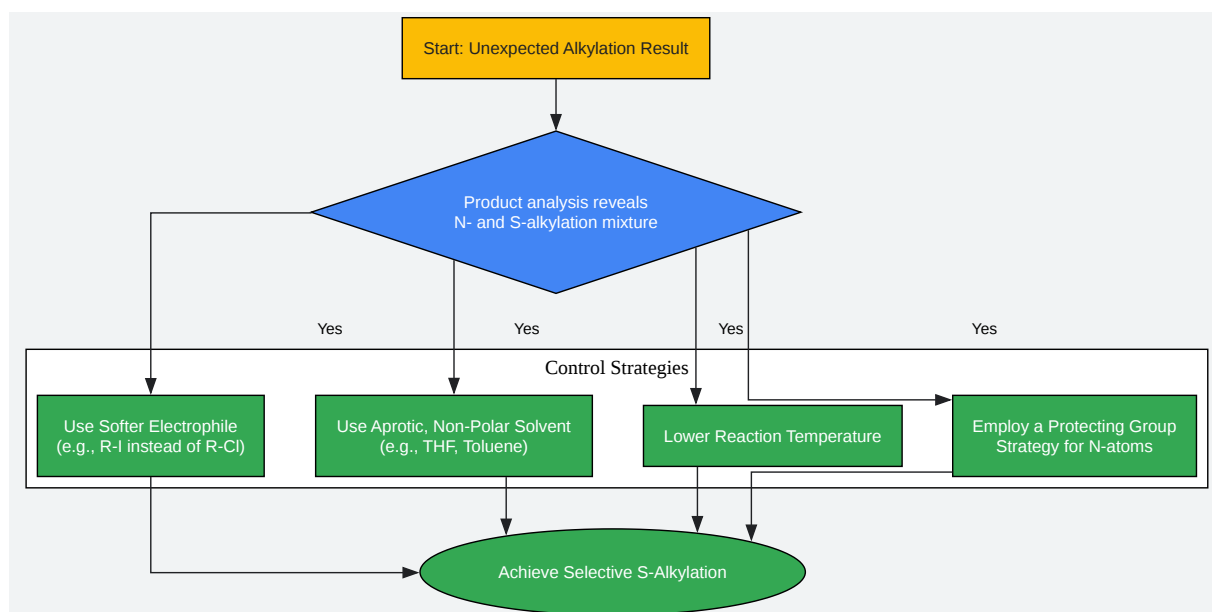 Start: Unexpected Alkylation Result
Product analysis reveals
N- and S-alkylation mixture
Yes
Yes
Yes
Yes
Control Strategies
Use Softer Electrophile
(e.g., R-I instead of R-Cl)
Use Aprotic, Non-Polar Solvent
(e.g., THF, Toluene)
Lower Reaction Temperature
Employ a Protecting Group
Strategy for N-atoms
Achieve Selective S-Alkylation